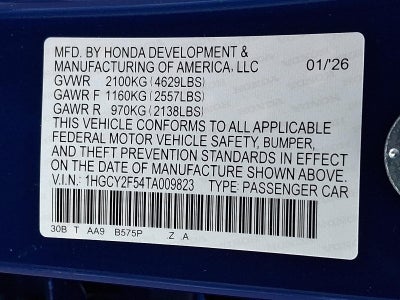 MFD. BY HONDA DEVELOPMENT &
MANUFACTURING OF AMERICA, LLC 01/'26
GVWR 2100KG (4629LBS)
GAWR F 1160KG (2557LBS)
GAWR R 970KG (2138LBS)
THIS VEHICLE CONFORMS TO ALL APPLICABLE
FEDERAL MOTOR VEHICLE SAFETY, BUMPER,
AND THEFT PREVENTION STANDARDS IN EFFECT
ON THE DATE OF MANUFACTURE SHOWN ABOVE.
V.I.N.: 1HGCY2F54TA009823 TYPE: PASSENGER CAR
30B T AA9 B575P .Z A